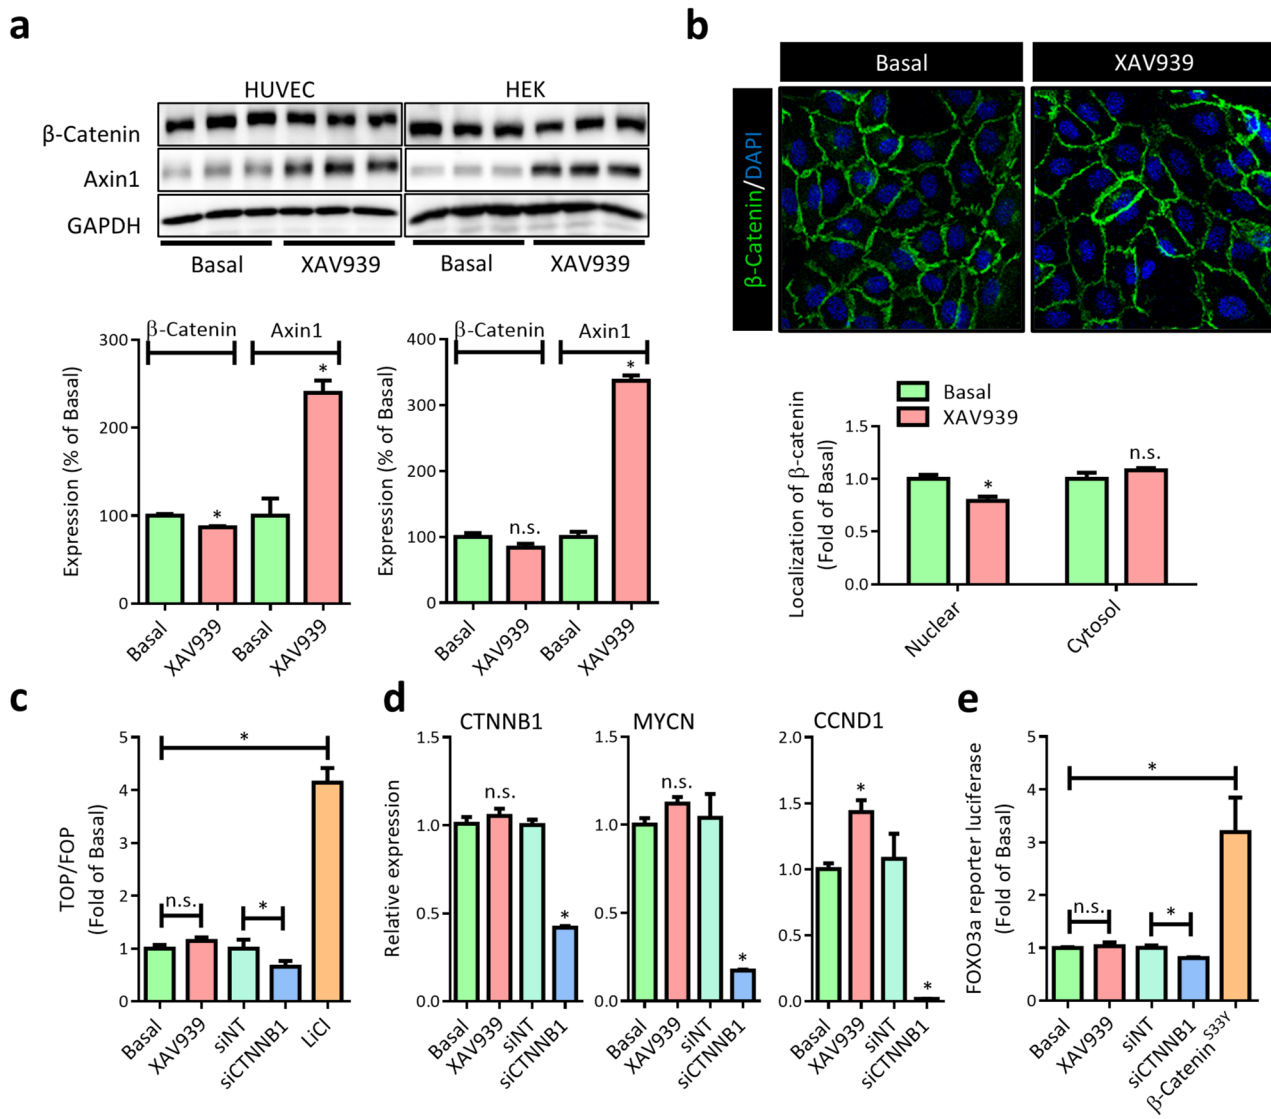 a
HUVEC
HEK
β-Catenin
Axin1
GAPDH
Basal
XAV939
Basal
XAV939
β-Catenin
Axin1
Expression (% of Basal)
300
200
100
0
*
*
Basal
XAV939
Basal
XAV939
β-Catenin
Axin1
Expression (% of Basal)
400
300
200
100
0
n.s.
*
Basal
XAV939
Basal
XAV939
b
Basal
XAV939
β-Catenin/DAPI
Basal
XAV939
Localization of β-catenin
(Fold of Basal)
1.5
1.0
0.5
0.0
*
n.s.
Nuclear
Cytosol
c
TOP/FOP
(Fold of Basal)
5
4
3
2
1
0
*
n.s.
*
Basal
XAV939
siNT
siCTNNB1
LiCl
d
CTNNB1
Relative expression
1.5
1.0
0.5
0.0
n.s.
*
Basal
XAV939
siNT
siCTNNB1
MYCN
1.5
1.0
0.5
0.0
n.s.
*
Basal
XAV939
siNT
siCTNNB1
CCND1
2.0
1.5
1.0
0.5
0.0
*
*
Basal
XAV939
siNT
siCTNNB1
e
FOXO3a reporter luciferase
(Fold of Basal)
5
4
3
2
1
0
*
n.s.
*
Basal
XAV939
siNT
siCTNNB1
β-Catenin S33Y